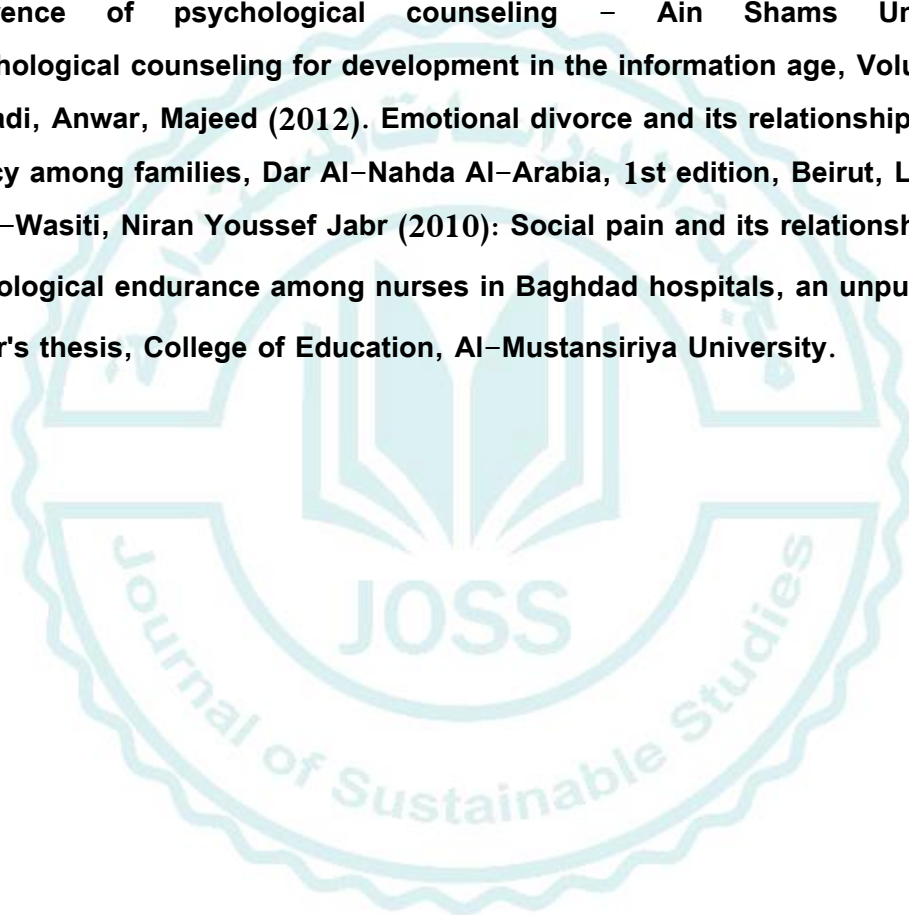 vence of psychological counseling – Ain Shams Un
hological counseling for development in the information age, Volu
adi, Anwar, Majeed (2012). Emotional divorce and its relationship
cy among families, Dar Al–Nahda Al–Arabia, 1st edition, Beirut, L
–Wasiti, Niran Youssef Jabr (2010): Social pain and its relationsh
ological endurance among nurses in Baghdad hospitals, an unpu
r's thesis, College of Education, Al–Mustansiriya University.
JOSS
Journal of Sustainable Studies